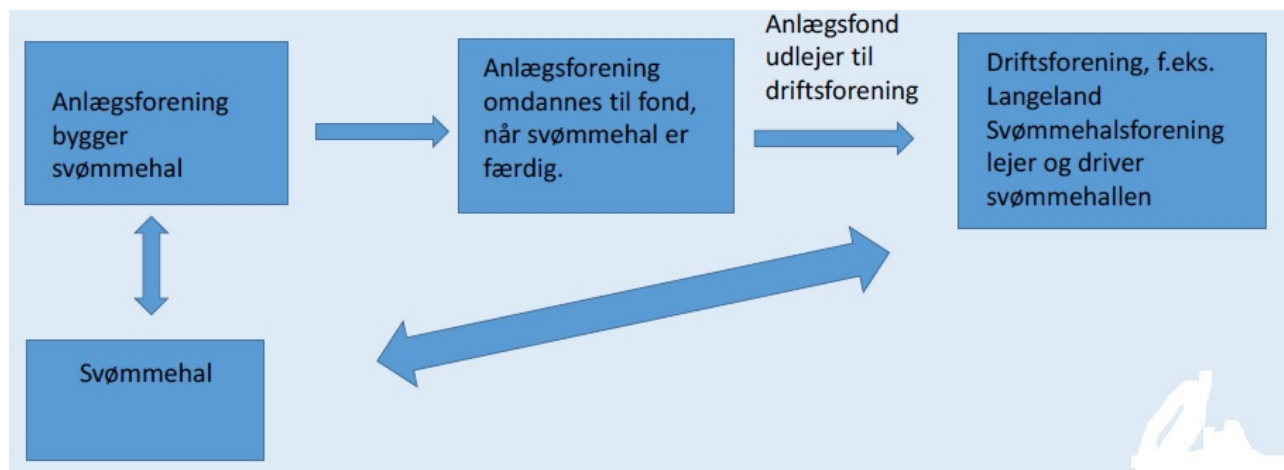 Anlægsforening
bygger
svømmehal
Anlægsforening
omdannes til fond,
når svømmehal er
færdig.
Anlægsfond
udlejer til
driftsforening
Driftsforening, f.eks.
Langeland
Svømmehalsforening
lejer og driver
svømmehallen
Svømmehal